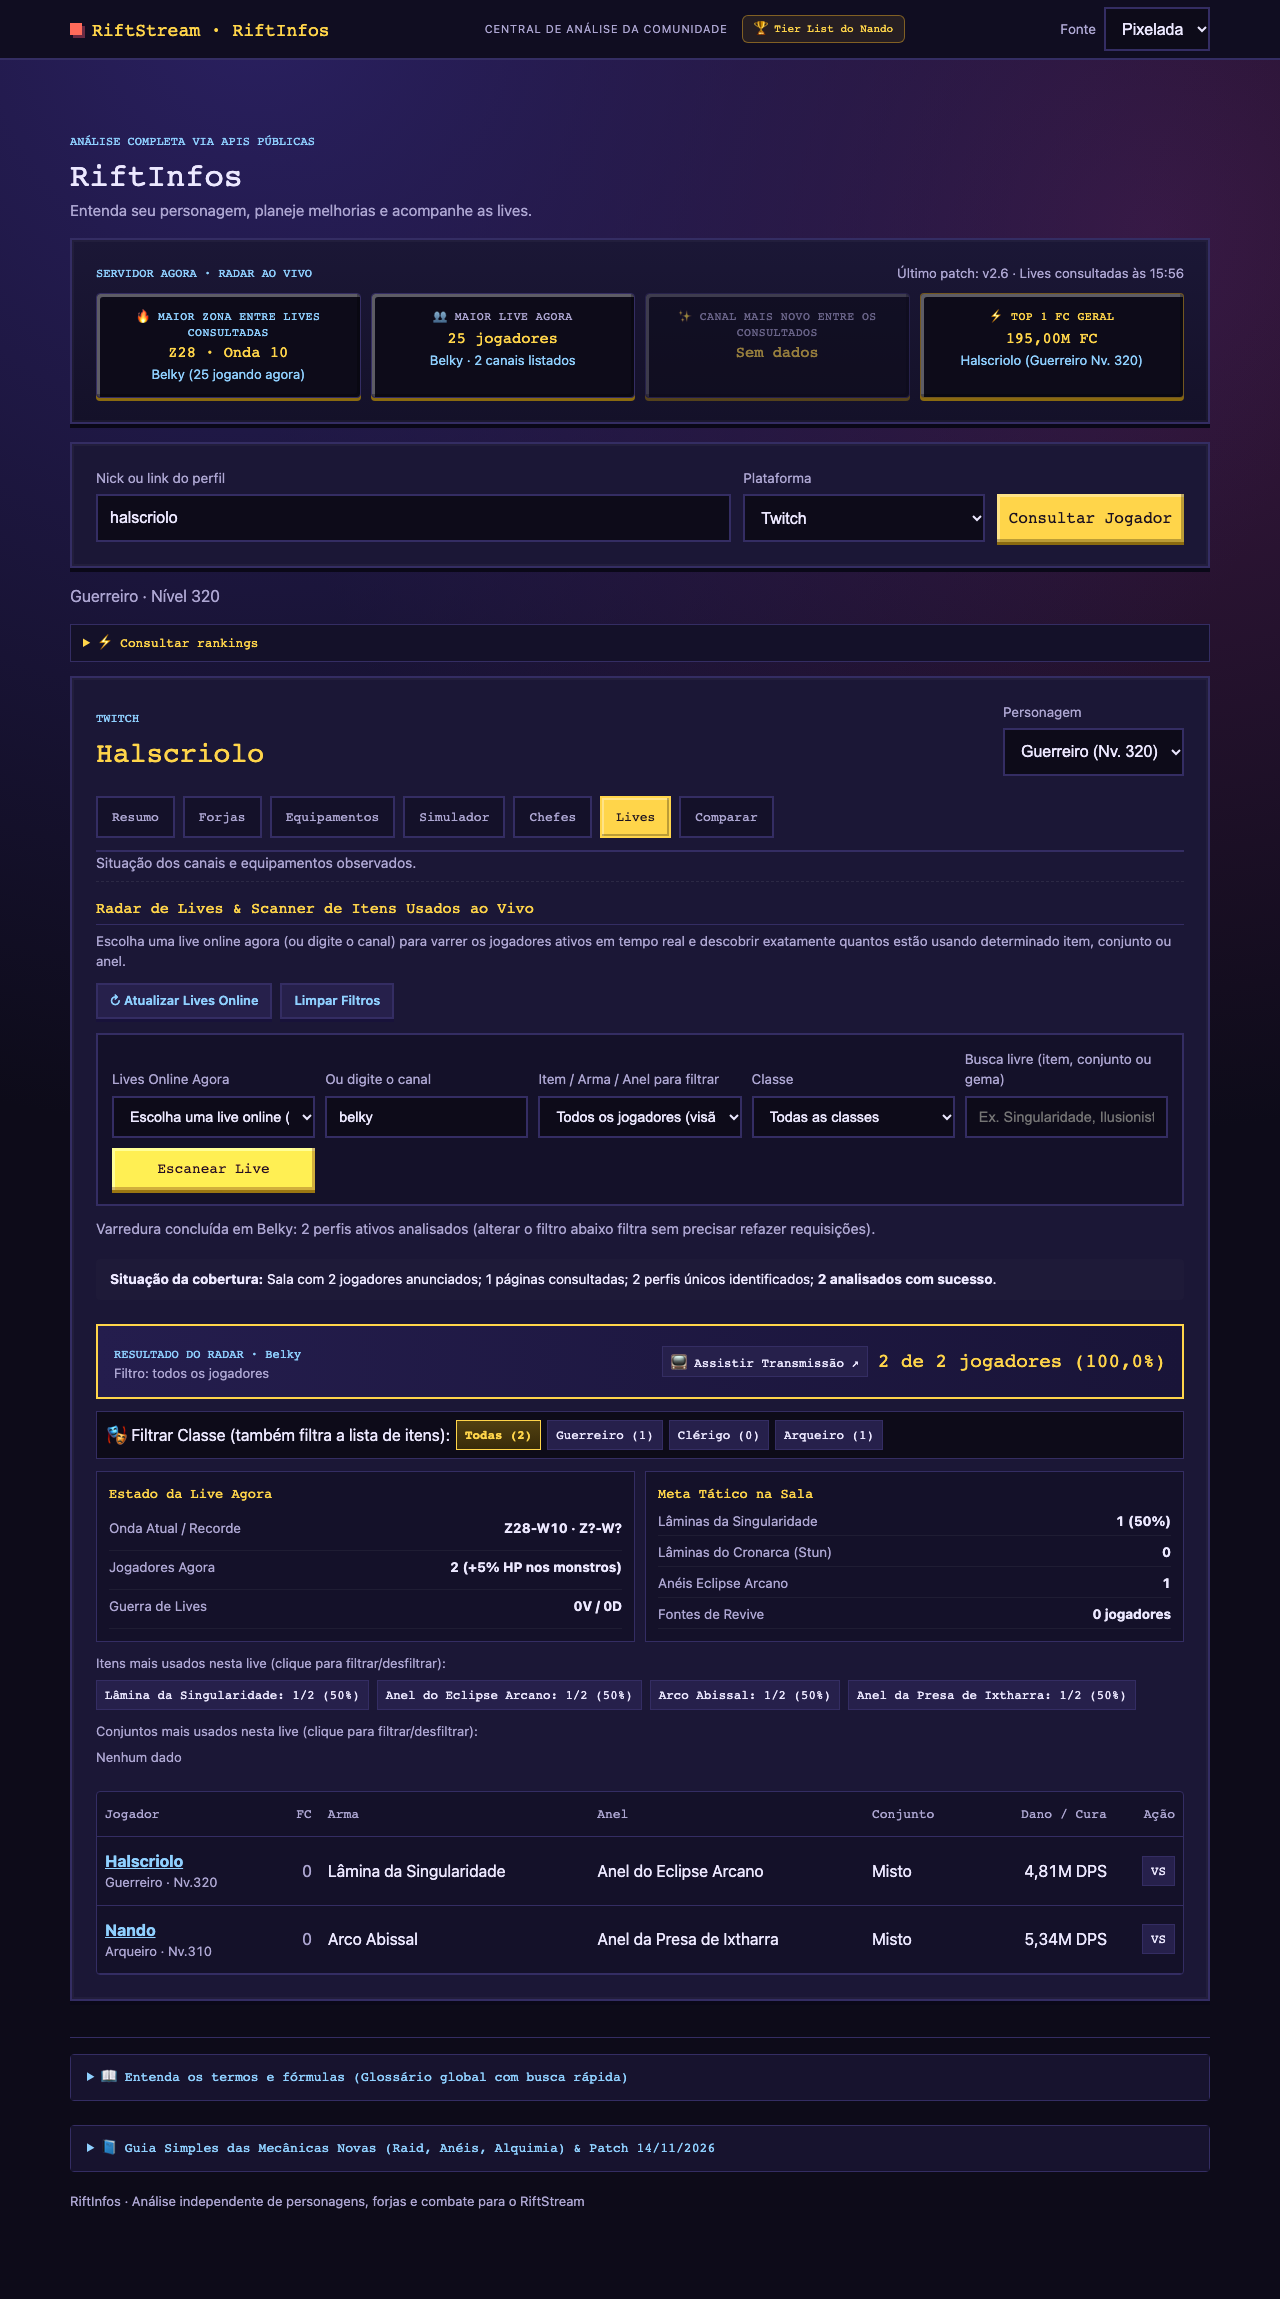 RiftStream · RiftInfos
CENTRAL DE ANÁLISE DA COMUNIDADE
🏆 Tier List do Nando
Fonte
Pixelada
ANÁLISE COMPLETA VIA APIS PÚBLICAS
RiftInfos
Entenda seu personagem, planeje melhorias e acompanhe as lives.
SERVIDOR AGORA · RADAR AO VIVO
Último patch: v2.6 · Lives consultadas às 15:56
🔥 MAIOR ZONA ENTRE LIVES
CONSULTADAS
Z28 · Onda 10
Belky (25 jogando agora)
👥 MAIOR LIVE AGORA
25 jogadores
Belky · 2 canais listados
✨ CANAL MAIS NOVO ENTRE OS
CONSULTADOS
Sem dados
⚡ TOP 1 FC GERAL
195,00M FC
Halscriolo (Guerreiro Nv. 320)
Nick ou link do perfil
halscriolo
Plataforma
Twitch
Consultar Jogador
Guerreiro · Nível 320
▶ ⚡ Consultar rankings
TWITCH
Halscriolo
Personagem
Guerreiro (Nv. 320)
Resumo
Forjas
Equipamentos
Simulador
Chefes
Lives
Comparar
Situação dos canais e equipamentos observados.
Radar de Lives & Scanner de Itens Usados ao Vivo
Escolha uma live online agora (ou digite o canal) para varrer os jogadores ativos em tempo real e descobrir exatamente quantos estão usando determinado item, conjunto ou
anel.
↻ Atualizar Lives Online
Limpar Filtros
Lives Online Agora
Escolha uma live online (
Ou digite o canal
belky
Item / Arma / Anel para filtrar
Todos os jogadores (visã
Classe
Todas as classes
Busca livre (item, conjunto ou
gema)
Ex. Singularidade, Ilusionist
Escanear Live
Varredura concluída em Belky: 2 perfis ativos analisados (alterar o filtro abaixo filtra sem precisar refazer requisições).
Situação da cobertura: Sala com 2 jogadores anunciados; 1 páginas consultadas; 2 perfis únicos identificados; 2 analisados com sucesso.
RESULTADO DO RADAR · Belky
Filtro: todos os jogadores
📺 Assistir Transmissão ↗
2 de 2 jogadores (100,0%)
🎭 Filtrar Classe (também filtra a lista de itens):
Todas (2)
Guerreiro (1)
Clérigo (0)
Arqueiro (1)
Estado da Live Agora
Onda Atual / Recorde
Z28-W10 · Z?-W?
Jogadores Agora
2 (+5% HP nos monstros)
Guerra de Lives
0V / 0D
Meta Tático na Sala
Lâminas da Singularidade
1 (50%)
Lâminas do Cronarca (Stun)
0
Anéis Eclipse Arcano
1
Fontes de Revive
0 jogadores
Itens mais usados nesta live (clique para filtrar/desfiltrar):
Lâmina da Singularidade: 1/2 (50%)
Anel do Eclipse Arcano: 1/2 (50%)
Arco Abissal: 1/2 (50%)
Anel da Presa de Ixtharra: 1/2 (50%)
Conjuntos mais usados nesta live (clique para filtrar/desfiltrar):
Nenhum dado
Jogador FC Arma Anel Conjunto Dano / Cura Ação
Halscriolo
Guerreiro · Nv.320
0 Lâmina da Singularidade Anel do Eclipse Arcano Misto 4,81M DPS VS
Nando
Arqueiro · Nv.310
0 Arco Abissal Anel da Presa de Ixtharra Misto 5,34M DPS VS
▶ 📖 Entenda os termos e fórmulas (Glossário global com busca rápida)
▶ 📘 Guia Simples das Mecânicas Novas (Raid, Anéis, Alquimia) & Patch 14/11/2026
RiftInfos · Análise independente de personagens, forjas e combate para o RiftStream